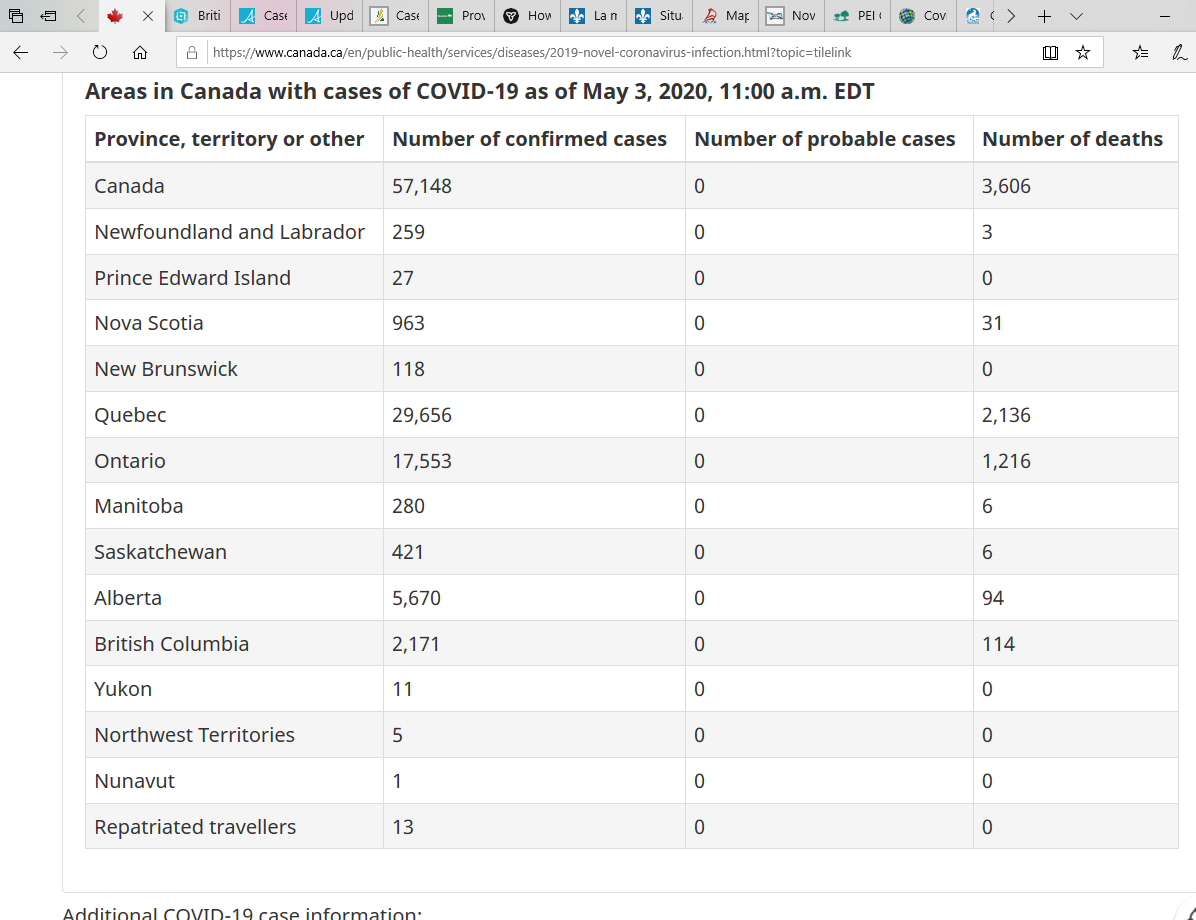 Briti Case Upd Case Prov How La m Situ Map Nov PEI Cov
https://www.canada.ca/en/public-health/services/diseases/2019-novel-coronavirus-infection.html?topic=tilelink
Areas in Canada with cases of COVID-19 as of May 3, 2020, 11:00 a.m. EDT
Province, territory or other Number of confirmed cases Number of probable cases Number of deaths
Canada 57,148 0 3,606
Newfoundland and Labrador 259 0 3
Prince Edward Island 27 0 0
Nova Scotia 963 0 31
New Brunswick 118 0 0
Quebec 29,656 0 2,136
Ontario 17,553 0 1,216
Manitoba 280 0 6
Saskatchewan 421 0 6
Alberta 5,670 0 94
British Columbia 2,171 0 114
Yukon 11 0 0
Northwest Territories 5 0 0
Nunavut 1 0 0
Repatriated travellers 13 0 0
Additional COVID-19 case information: